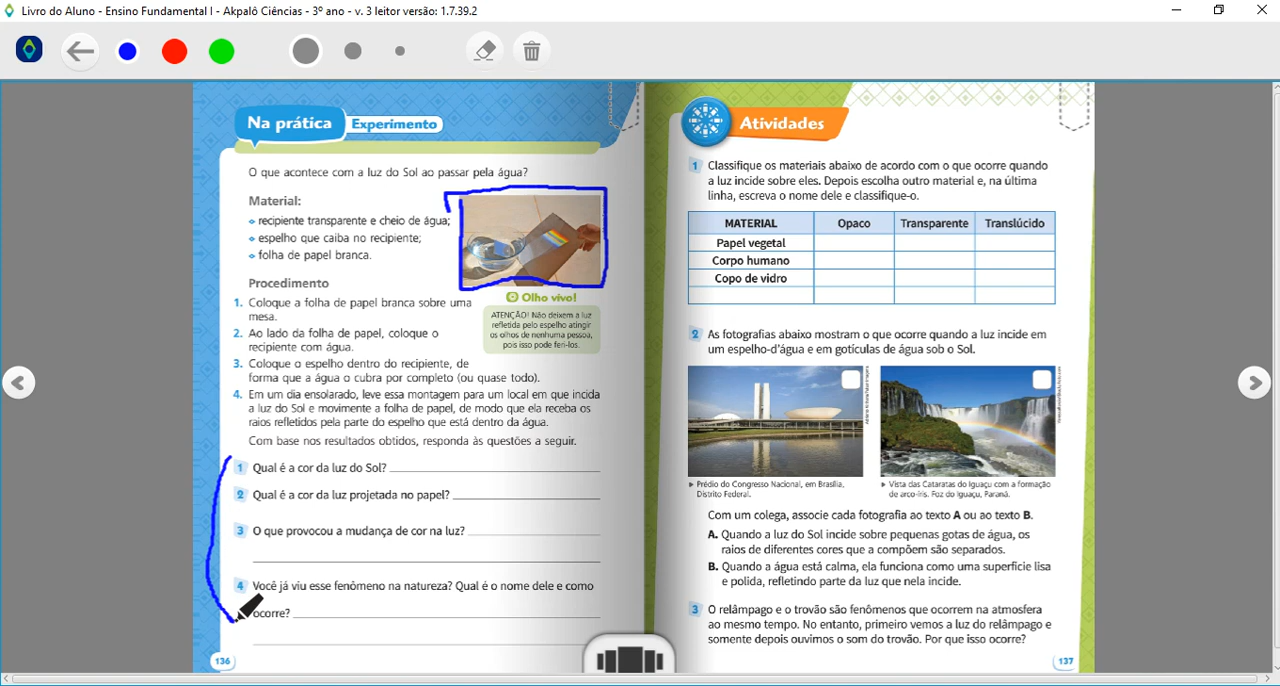 Livro do Aluno - Ensino Fundamental I - Akpalô Ciências - 3º ano - v. 3 leitor versão: 1.7.39.2
Na prática
Experimento
O que acontece com a luz do Sol ao passar pela água?
Material:
recipiente transparente e cheio de água;
espelho que caiba no recipiente;
folha de papel branca.
Procedimento
1. Coloque a folha de papel branca sobre uma
mesa.
2. Ao lado da folha de papel, coloque o
recipiente com água.
3. Coloque o espelho dentro do recipiente, de
forma que a água o cubra por completo (ou quase todo).
4. Em um dia ensolarado, leve essa montagem para um local em que incida
a luz do Sol e movimente a folha de papel, de modo que ela receba os
raios refletidos pela parte do espelho que está dentro da água.
Com base nos resultados obtidos, responda às questões a seguir.
Olho vivo!
ATENÇÃO! Não deixem a luz
refletida pelo espelho atingir
os olhos de nenhuma pessoa,
pois isso pode feri-los.
1 Qual é a cor da luz do Sol?
2 Qual é a cor da luz projetada no papel?
3 O que provocou a mudança de cor na luz?
4 Você já viu esse fenômeno na natureza? Qual é o nome dele e como
ocorre?
136
Atividades
1 Classifique os materiais abaixo de acordo com o que ocorre quando
a luz incide sobre eles. Depois escolha outro material e, na última
linha, escreva o nome dele e classifique-o.
MATERIAL Opaco Transparente Translúcido
Papel vegetal
Corpo humano
Copo de vidro
2 As fotografias abaixo mostram o que ocorre quando a luz incide em
um espelho-d'água e em gotículas de água sob o Sol.
Prédio do Congresso Nacional, em Brasília,
Distrito Federal.
Vista das Cataratas do Iguaçu com a formação
de arco-íris. Foz do Iguaçu, Paraná.
Com um colega, associe cada fotografia ao texto A ou ao texto B.
A. Quando a luz do Sol incide sobre pequenas gotas de água, os
raios de diferentes cores que a compõem são separados.
B. Quando a água está calma, ela funciona como uma superfície lisa
e polida, refletindo parte da luz que nela incide.
3 O relâmpago e o trovão são fenômenos que ocorrem na atmosfera
ao mesmo tempo. No entanto, primeiro vemos a luz do relâmpago e
somente depois ouvimos o som do trovão. Por que isso ocorre?
137